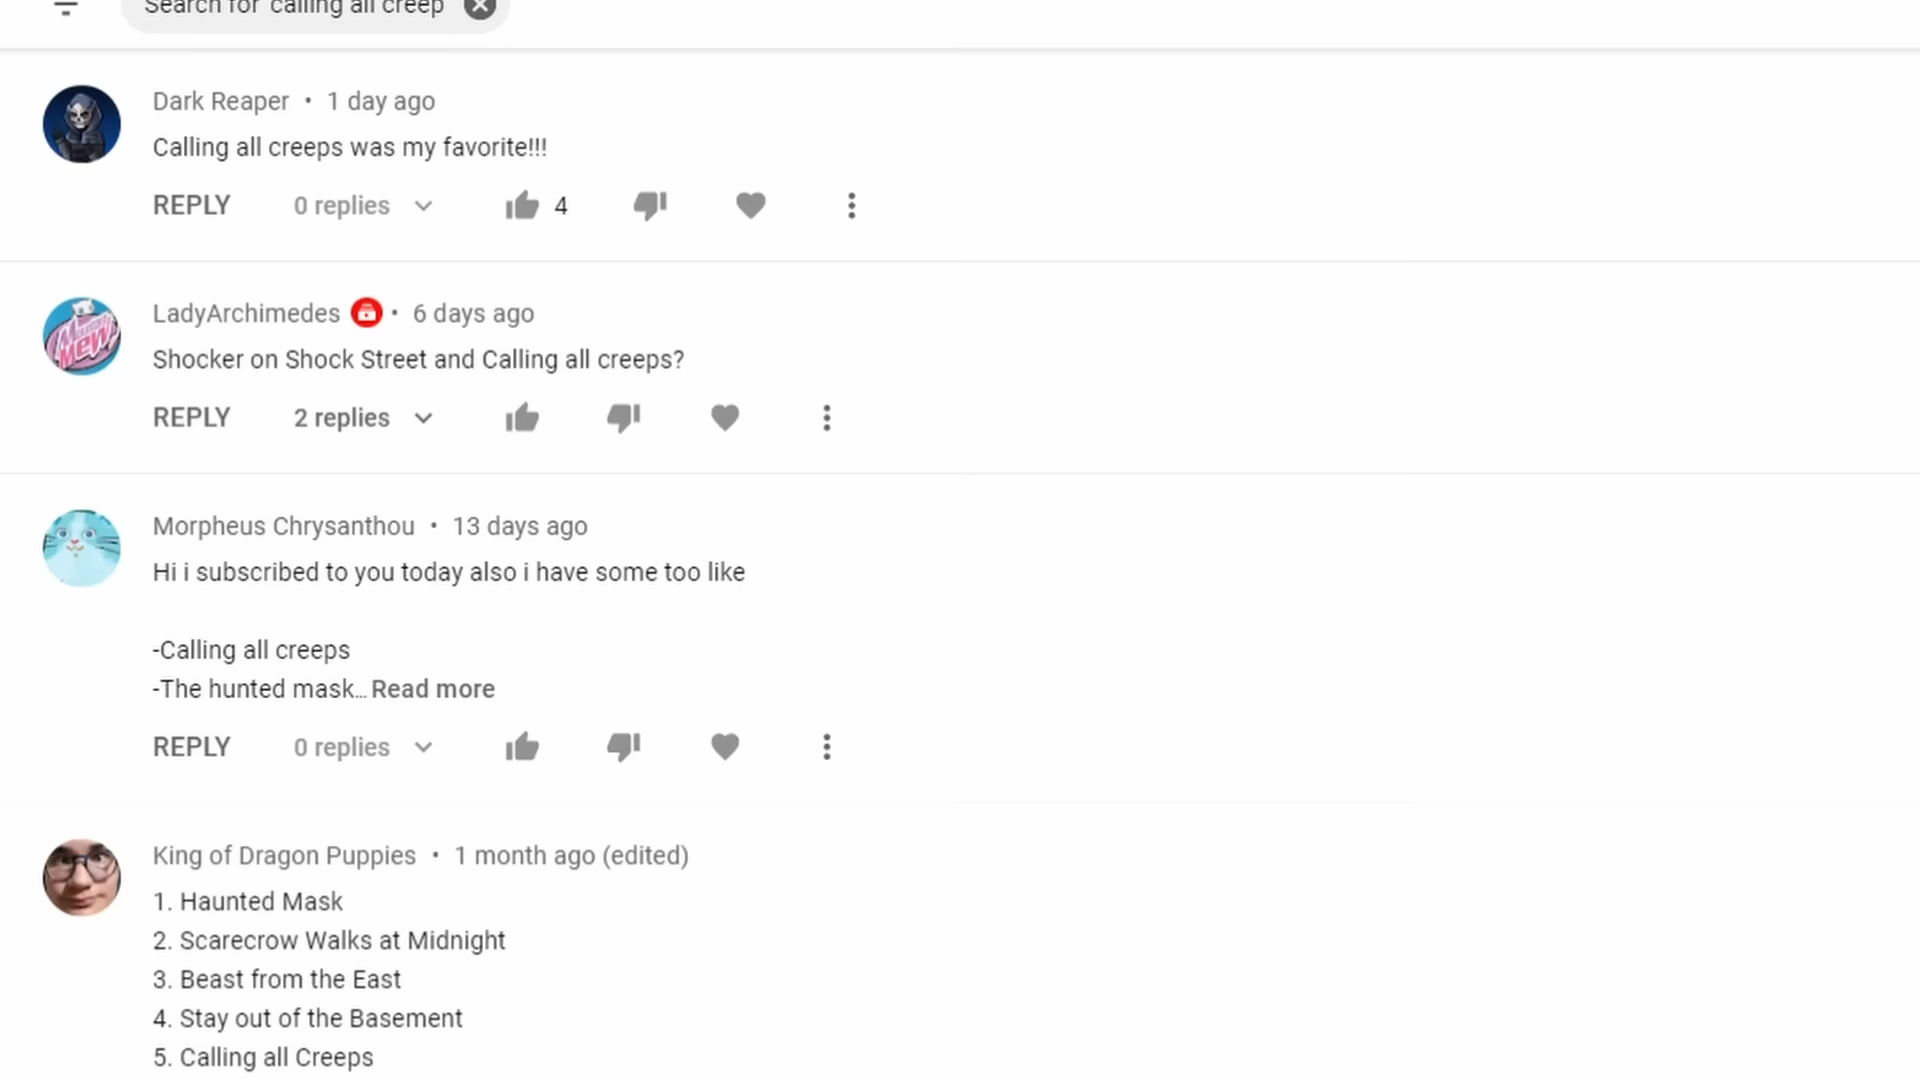 Search for 'calling all creep'
Dark Reaper • 1 day ago
Calling all creeps was my favorite!!!
REPLY 0 replies 4
LadyArchimedes • 6 days ago
Shocker on Shock Street and Calling all creeps?
REPLY 2 replies
Morpheus Chrysanthou • 13 days ago
Hi i subscribed to you today also i have some too like
-Calling all creeps
-The hunted mask... Read more
REPLY 0 replies
King of Dragon Puppies • 1 month ago (edited)
1. Haunted Mask
2. Scarecrow Walks at Midnight
3. Beast from the East
4. Stay out of the Basement
5. Calling all Creeps